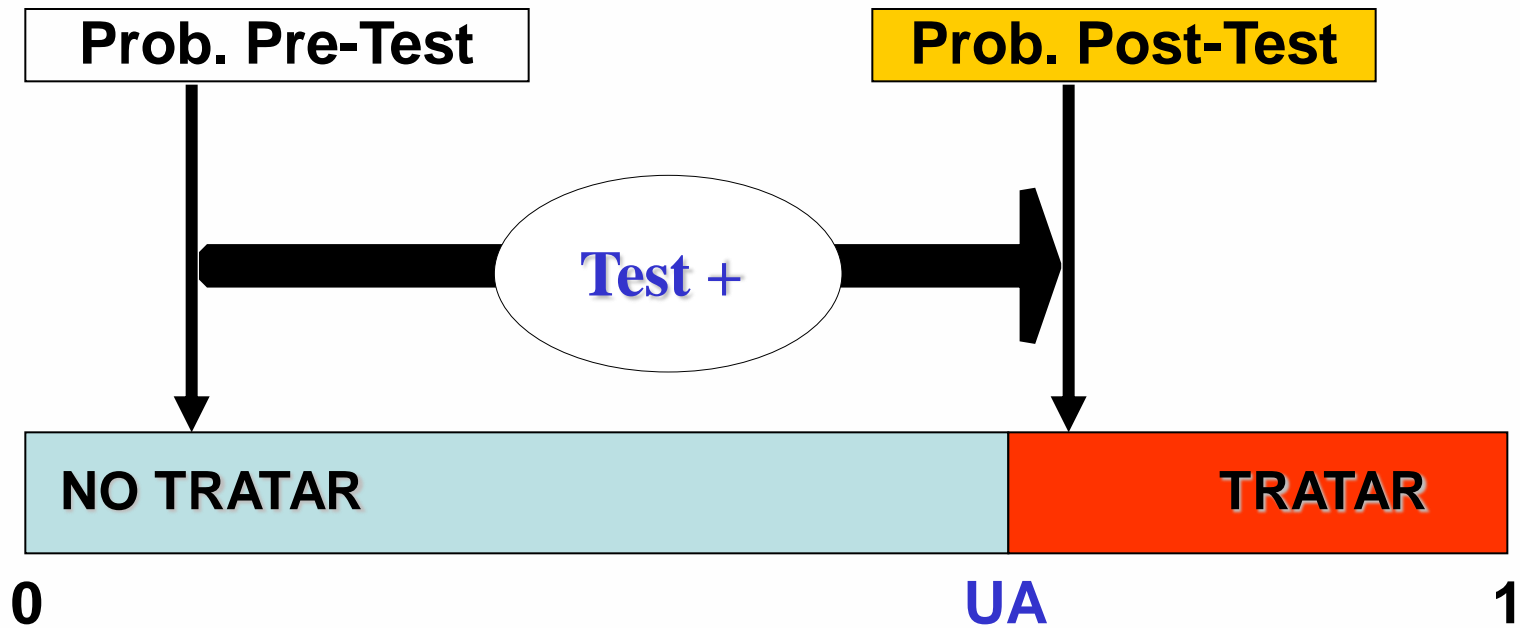 Prob. Pre-Test
Prob. Post-Test
Test +
NO TRATAR
TRATAR
0
UA
1